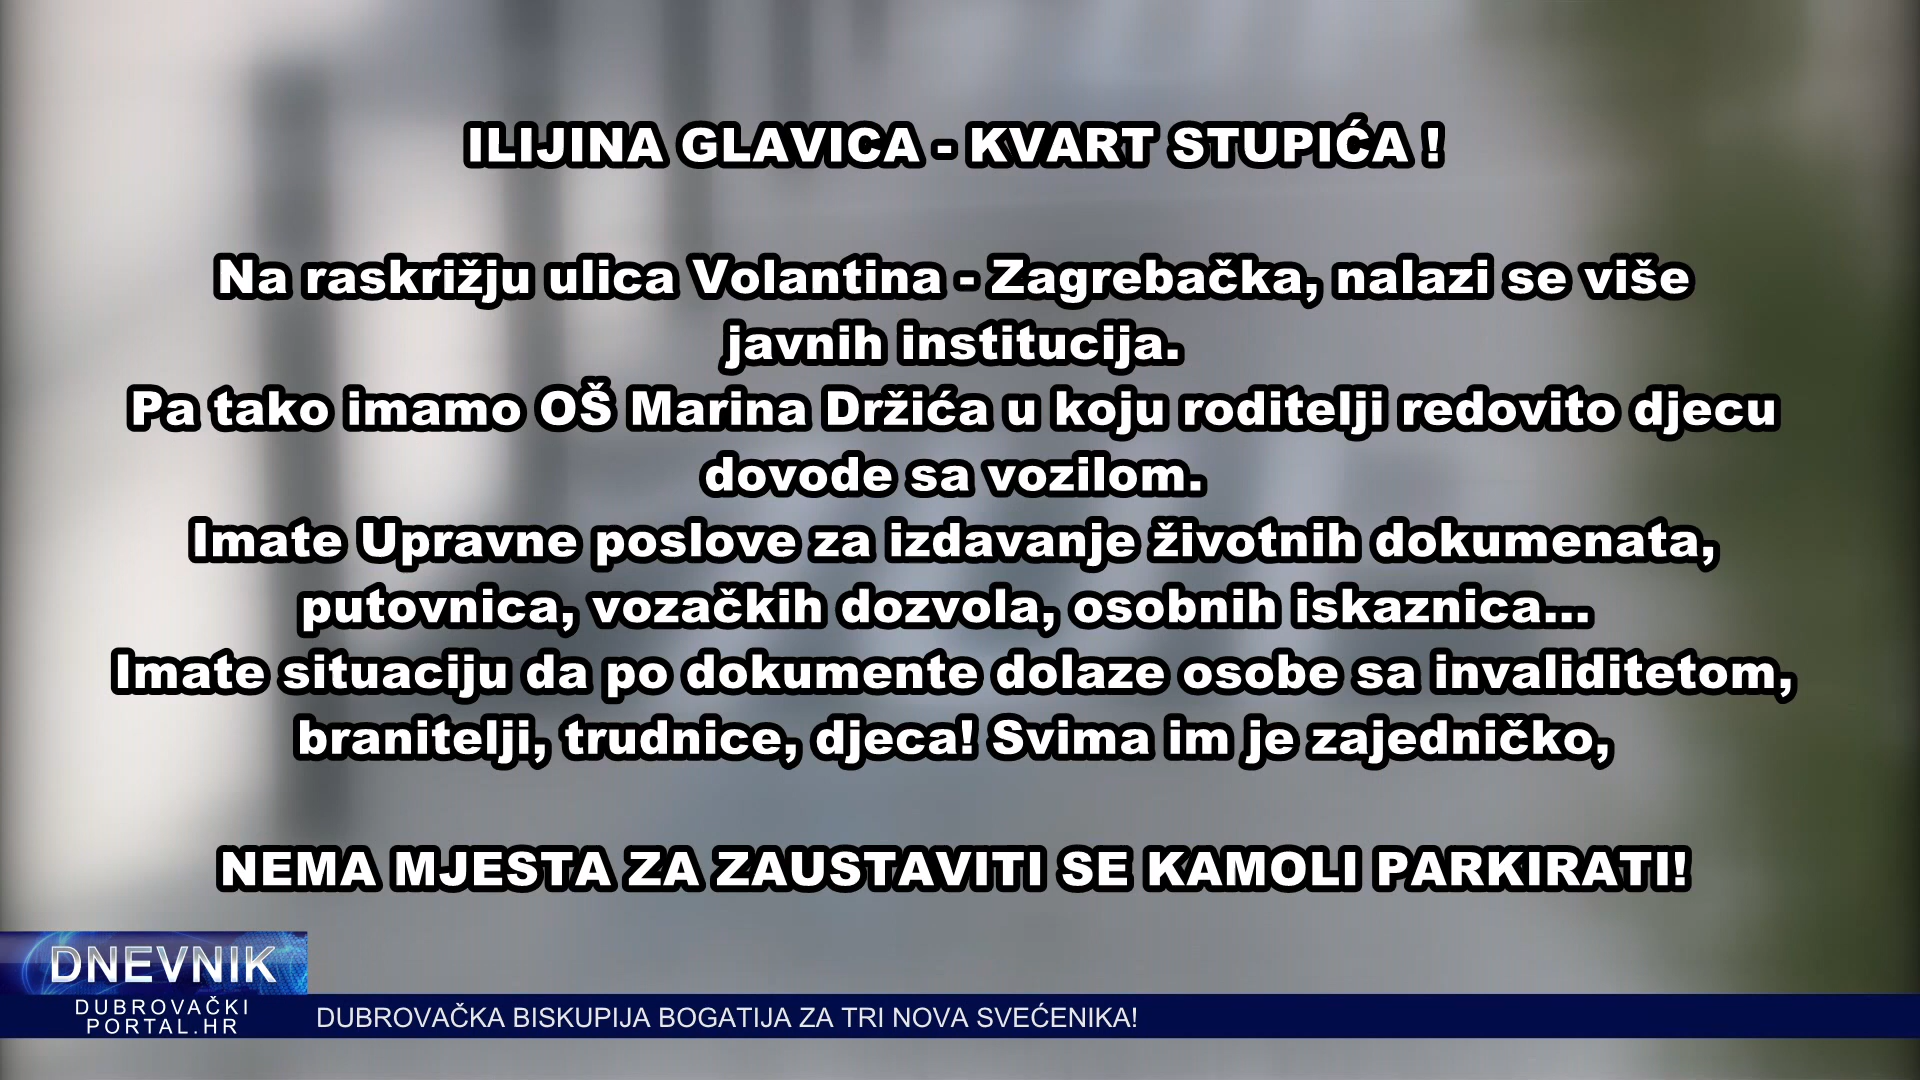 ILIJINA GLAVICA - KVART STUPIĆA !
Na raskrižju ulica Volantina - Zagrebačka, nalazi se više
javnih institucija.
Pa tako imamo OŠ Marina Držića u koju roditelji redovito djecu
dovode sa vozilom.
Imate Upravne poslove za izdavanje životnih dokumenata,
putovnica, vozačkih dozvola, osobnih iskaznica...
Imate situaciju da po dokumente dolaze osobe sa invaliditetom,
branitelji, trudnice, djeca! Svima im je zajedničko,
NEMA MJESTA ZA ZAUSTAVITI SE KAMOLI PARKIRATI!
DNEVNIK
DUBROVAČKI
PORTAL.HR
DUBROVAČKA BISKUPIJA BOGATIJA ZA TRI NOVA SVEĆENIKA!